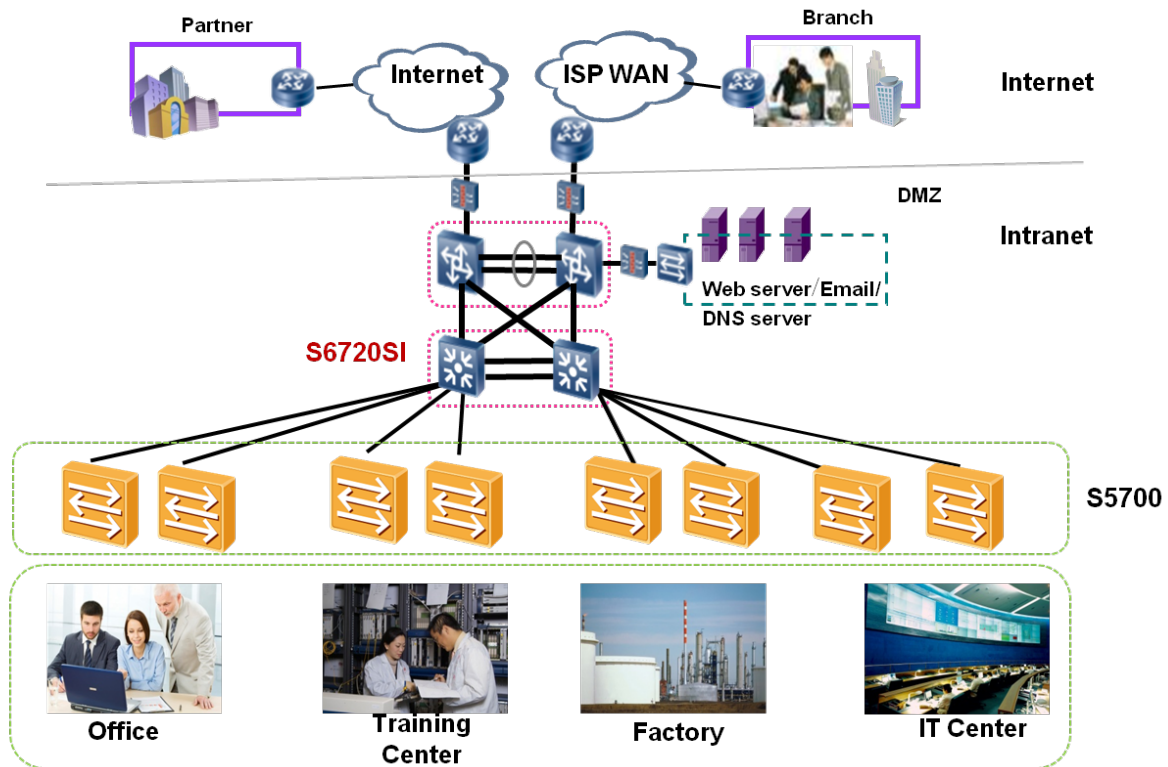 Partner
Branch
Internet
ISP WAN
Internet
DMZ
Intranet
Web server/Email/
DNS server
S6720SI
S5700
Office
Training
Center
Factory
IT Center